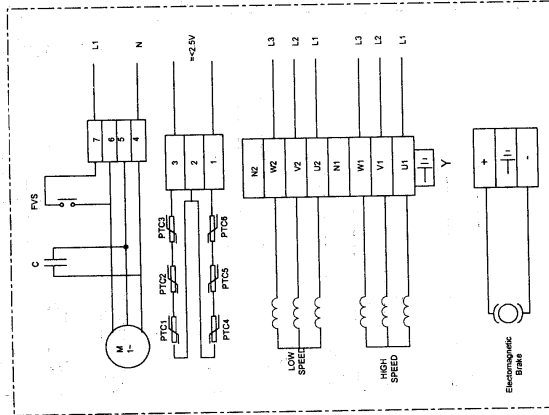 FVS
C
M
1~
7
6
5
4
L1
N
PTC1
PTC2
PTC3
PTC4
PTC5
PTC6
3
2
1
=<2.5V
LOW
SPEED
HIGH
SPEED
N2
W2
V2
U2
N1
W1
V1
U1
L3
L2
L1
L3
L2
L1
Y
Electomagnetic
Brake
+
-